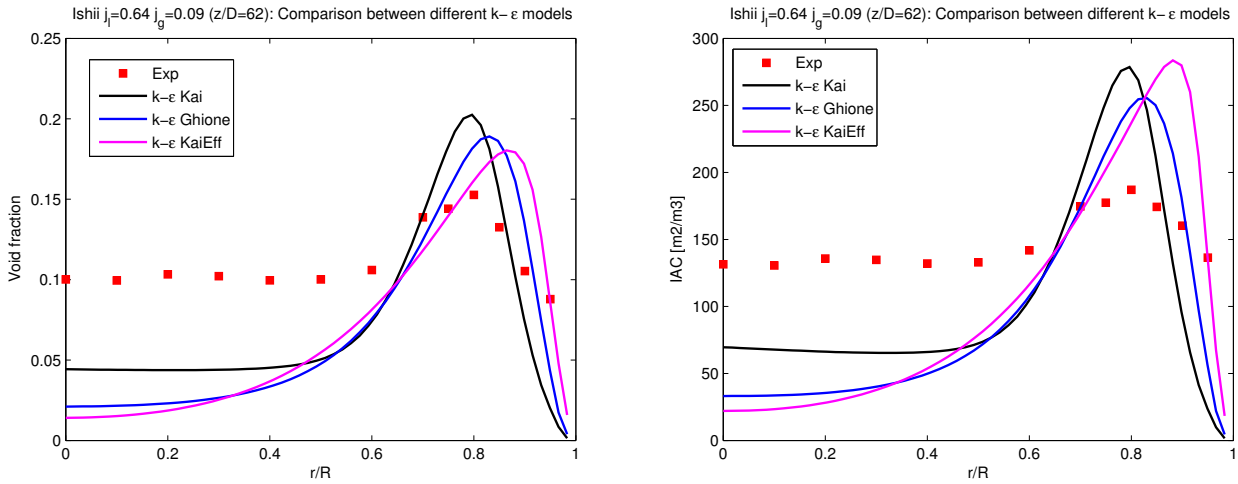 Ishii j_l=0.64 j_g=0.09 (z/D=62): Comparison between different k-ε models
0.25
0.2
0.15
0.1
0.05
0
Void fraction
Exp
k-ε Kai
k-ε Ghione
k-ε KaiEff
0 0.2 0.4 0.6 0.8 1
r/R
Ishii j_l=0.64 j_g=0.09 (z/D=62): Comparison between different k-ε models
300
250
200
150
100
50
0
IAC [m2/m3]
Exp
k-ε Kai
k-ε Ghione
k-ε KaiEff
0 0.2 0.4 0.6 0.8 1
r/R